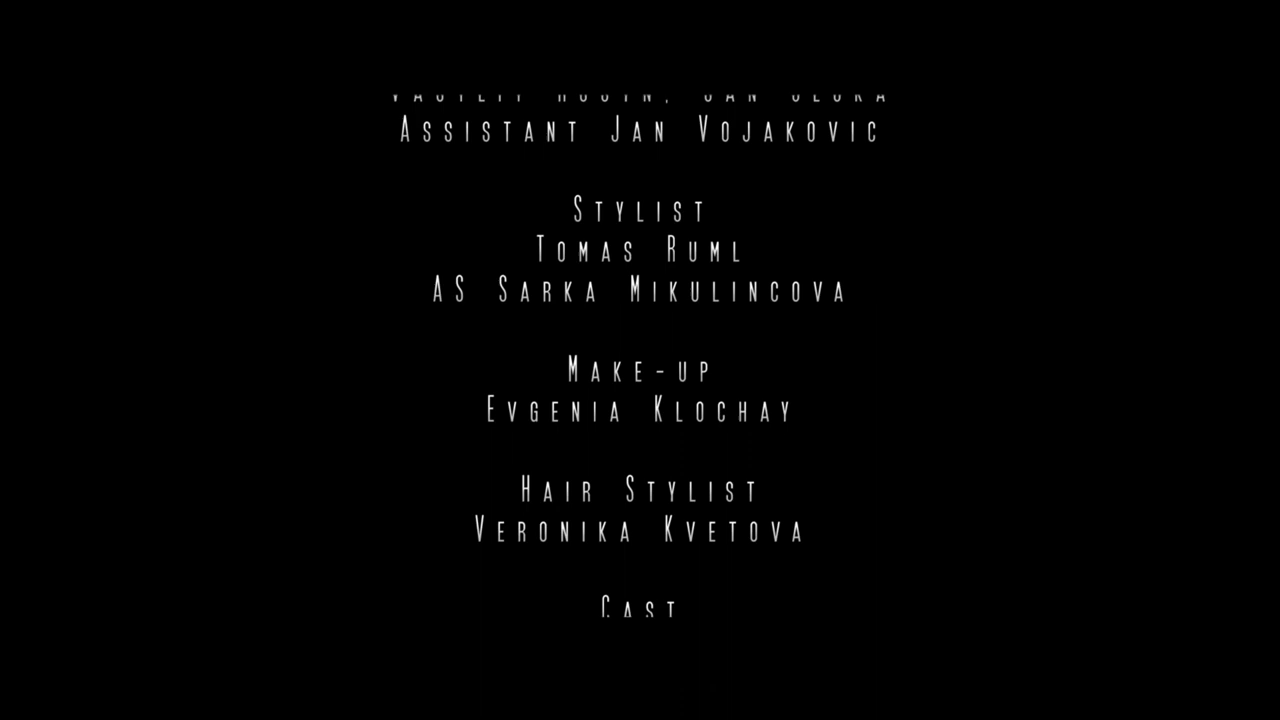 Assistant Jan Vojakovic
Stylist
Tomas Ruml
AS Sarka Mikulincova
Make-up
Evgenia Klochay
Hair Stylist
Veronika Kvetova
Cast